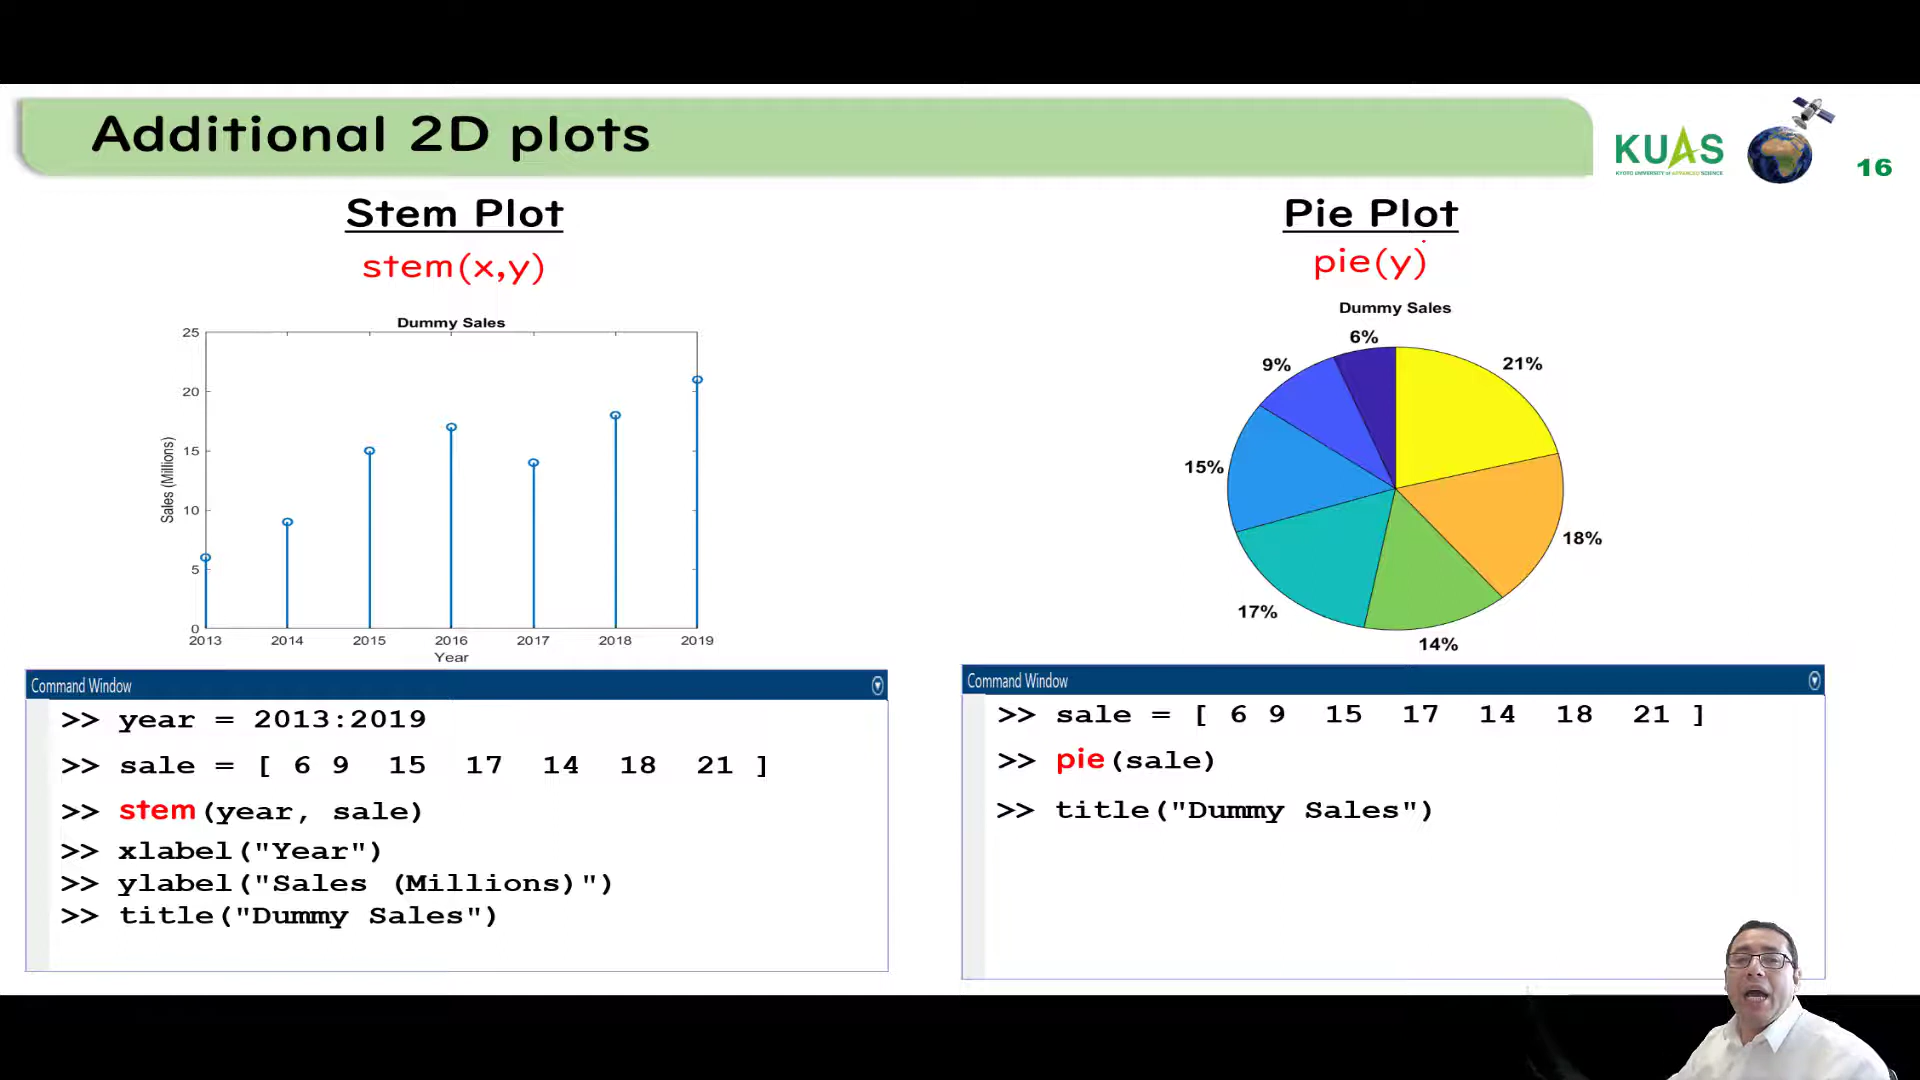 Additional 2D plots
KUAS
KYOTO UNIVERSITY of ADVANCED SCIENCE
16
Stem Plot
stem(x,y)
Dummy Sales
25
20
15
10
5
0
Sales (Millions)
2013 2014 2015 2016 2017 2018 2019
Year
Command Window
>> year = 2013:2019
>> sale = [ 6 9 15 17 14 18 21 ]
>> stem(year, sale)
>> xlabel("Year")
>> ylabel("Sales (Millions)")
>> title("Dummy Sales")
Pie Plot
pie(y)
Dummy Sales
6%
9%
21%
15%
18%
17%
14%
Command Window
>> sale = [ 6 9 15 17 14 18 21 ]
>> pie(sale)
>> title("Dummy Sales")